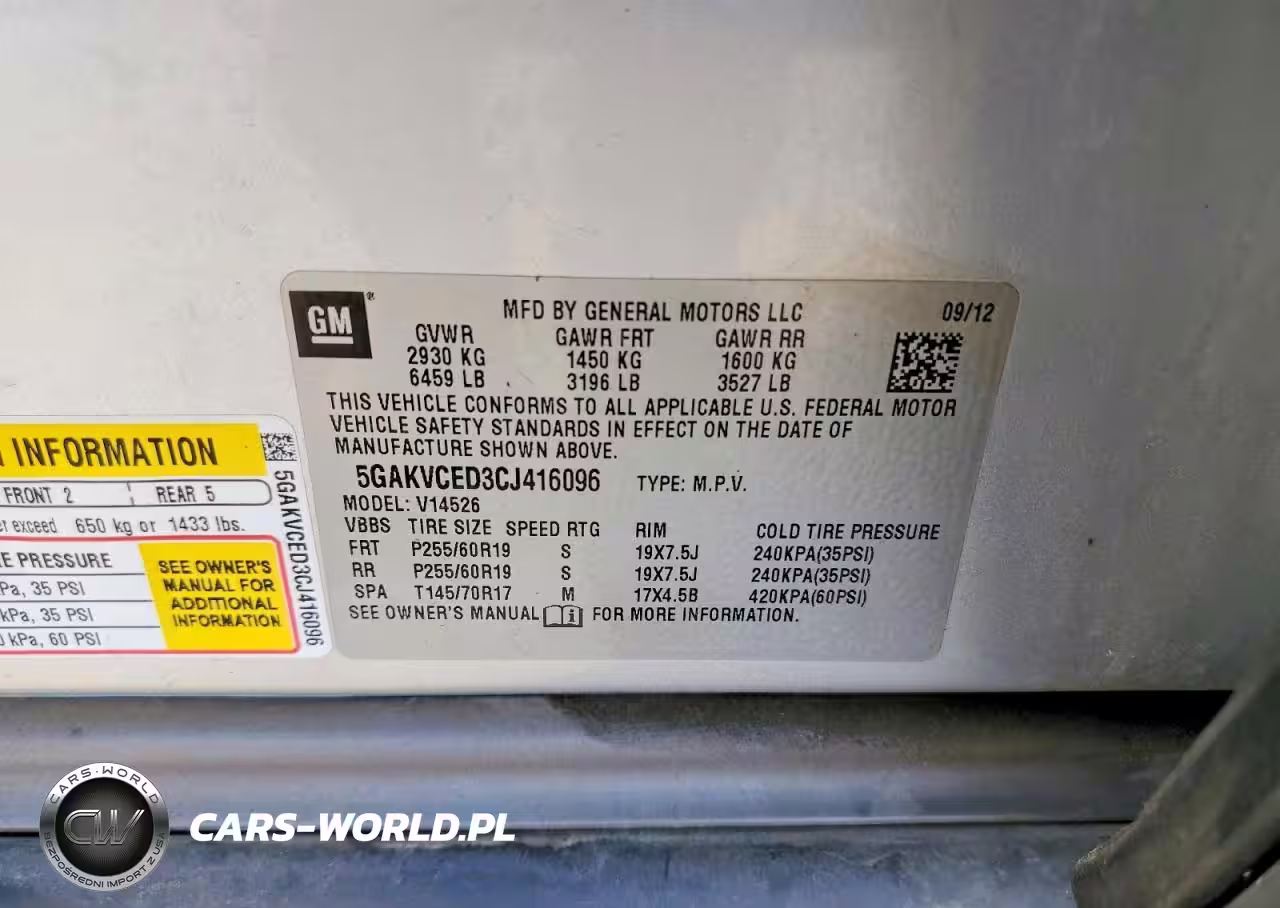 GM®
MFD BY GENERAL MOTORS LLC 09/12
GVWR GAWR FRT GAWR RR
2930 KG 1450 KG 1600 KG
6459 LB 3196 LB 3527 LB
THIS VEHICLE CONFORMS TO ALL APPLICABLE U.S. FEDERAL MOTOR
VEHICLE SAFETY STANDARDS IN EFFECT ON THE DATE OF
MANUFACTURE SHOWN ABOVE.
5GAKVCED3CJ416096 TYPE: M.P.V.
MODEL: V14526
VBBS TIRE SIZE SPEED RTG RIM COLD TIRE PRESSURE
FRT P255/60R19 S 19X7.5J 240KPA(35PSI)
RR P255/60R19 S 19X7.5J 240KPA(35PSI)
SPA T145/70R17 M 17X4.5B 420KPA(60PSI)
SEE OWNER'S MANUAL FOR MORE INFORMATION.
INFORMATION
FRONT 2 REAR 5
exceed 650 kg or 1433 lbs.
PRESSURE
35 PSI
kPa, 35 PSI
kPa, 60 PSI
SEE OWNER'S
MANUAL FOR
ADDITIONAL
INFORMATION
5GAKVCED3CJ416096
CARS-WORLD
CW
BEZPOŚREDNI IMPORT Z USA
CARS-WORLD.PL